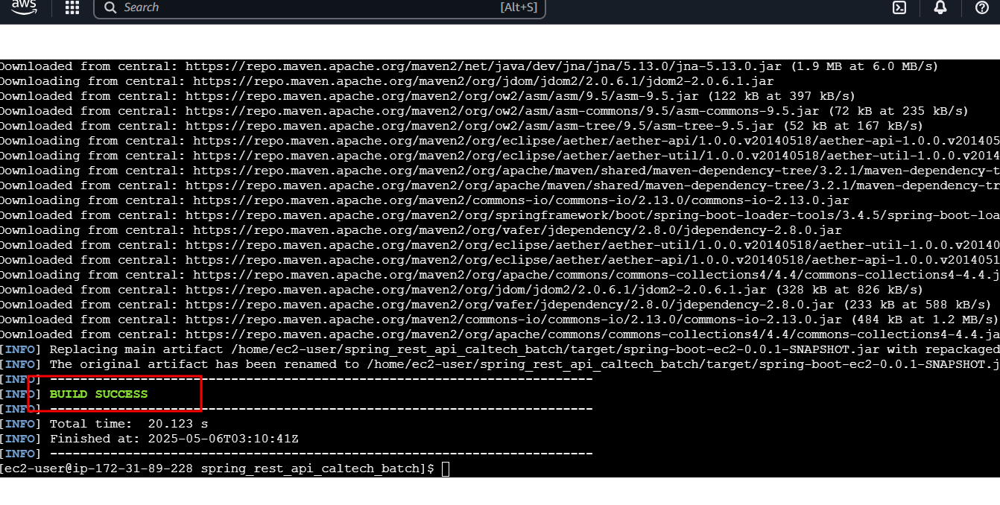 aws Search [Alt+S]
Downloaded from central: https://repo.maven.apache.org/maven2/net/java/dev/jna/jna/5.13.0/jna-5.13.0.jar (1.9 MB at 6.0 MB/s)
Downloading from central: https://repo.maven.apache.org/maven2/org/jdom/jdom2/2.0.6.1/jdom2-2.0.6.1.jar
Downloaded from central: https://repo.maven.apache.org/maven2/org/ow2/asm/asm/9.5/asm-9.5.jar (122 kB at 397 kB/s)
Downloaded from central: https://repo.maven.apache.org/maven2/org/ow2/asm/asm-commons/9.5/asm-commons-9.5.jar (72 kB at 235 kB/s)
Downloaded from central: https://repo.maven.apache.org/maven2/org/ow2/asm/asm-tree/9.5/asm-tree-9.5.jar (52 kB at 167 kB/s)
Downloading from central: https://repo.maven.apache.org/maven2/org/eclipse/aether/aether-api/1.0.0.v20140518/aether-api-1.0.0.v201405
Downloading from central: https://repo.maven.apache.org/maven2/org/eclipse/aether/aether-util/1.0.0.v20140518/aether-util-1.0.0.v2014
Downloading from central: https://repo.maven.apache.org/maven2/org/apache/maven/shared/maven-dependency-tree/3.2.1/maven-dependency-t
Downloaded from central: https://repo.maven.apache.org/maven2/org/apache/maven/shared/maven-dependency-tree/3.2.1/maven-dependency-tr
Downloading from central: https://repo.maven.apache.org/maven2/commons-io/commons-io/2.13.0/commons-io-2.13.0.jar
Downloaded from central: https://repo.maven.apache.org/maven2/org/springframework/boot/spring-boot-loader-tools/3.4.5/spring-boot-loa
Downloading from central: https://repo.maven.apache.org/maven2/org/vafer/jdependency/2.8.0/jdependency-2.8.0.jar
Downloaded from central: https://repo.maven.apache.org/maven2/org/eclipse/aether/aether-util/1.0.0.v20140518/aether-util-1.0.0.v20140
Downloaded from central: https://repo.maven.apache.org/maven2/org/eclipse/aether/aether-api/1.0.0.v20140518/aether-api-1.0.0.v2014051
Downloading from central: https://repo.maven.apache.org/maven2/org/apache/commons/commons-collections4/4.4/commons-collections4-4.4.j
Downloaded from central: https://repo.maven.apache.org/maven2/org/jdom/jdom2/2.0.6.1/jdom2-2.0.6.1.jar (328 kB at 826 kB/s)
Downloaded from central: https://repo.maven.apache.org/maven2/org/vafer/jdependency/2.8.0/jdependency-2.8.0.jar (233 kB at 588 kB/s)
Downloaded from central: https://repo.maven.apache.org/maven2/commons-io/commons-io/2.13.0/commons-io-2.13.0.jar (484 kB at 1.2 MB/s)
Downloaded from central: https://repo.maven.apache.org/maven2/org/apache/commons/commons-collections4/4.4/commons-collections4-4.4.ja
[INFO] Replacing main artifact /home/ec2-user/spring_rest_api_caltech_batch/target/spring-boot-ec2-0.0.1-SNAPSHOT.jar with repackaged
[INFO] The original artifact has been renamed to /home/ec2-user/spring_rest_api_caltech_batch/target/spring-boot-ec2-0.0.1-SNAPSHOT.j
[INFO] ------------------------------------------------------------------------
[INFO] BUILD SUCCESS
[INFO] ------------------------------------------------------------------------
[INFO] Total time:  20.123 s
[INFO] Finished at: 2025-05-06T03:10:41Z
[INFO] ------------------------------------------------------------------------
[ec2-user@ip-172-31-89-228 spring_rest_api_caltech_batch]$